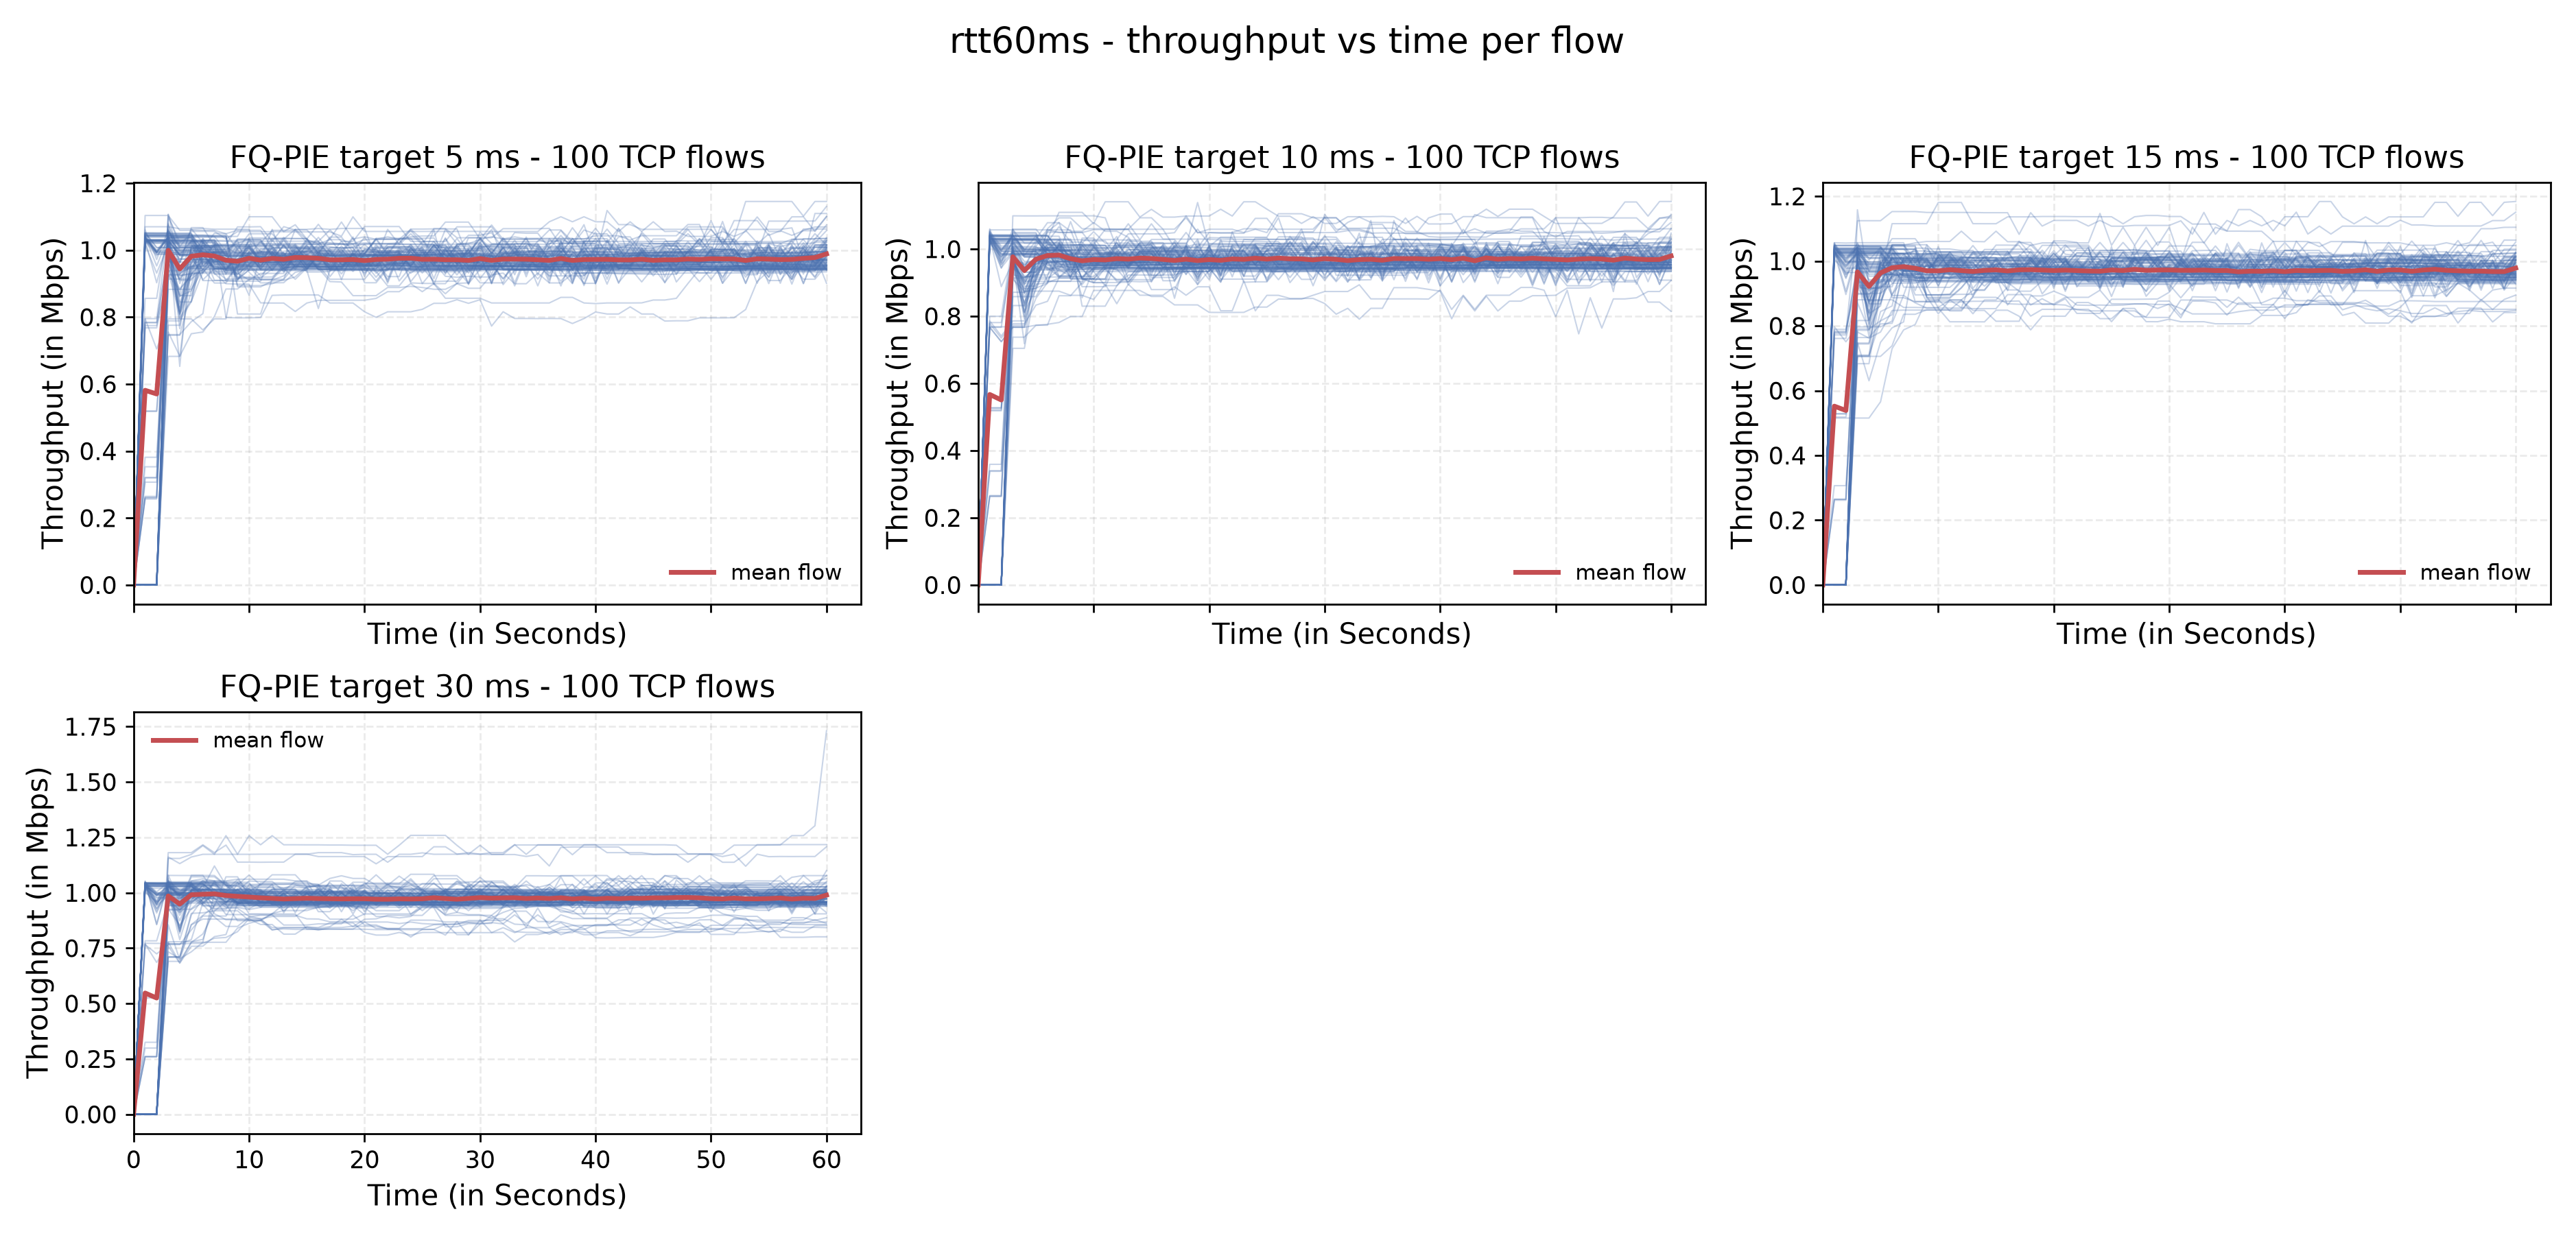 rtt60ms - throughput vs time per flow
FQ-PIE target 5 ms - 100 TCP flows
1.2
1.0
0.8
0.6
0.4
0.2
0.0
Throughput (in Mbps)
mean flow
Time (in Seconds)
FQ-PIE target 10 ms - 100 TCP flows
1.0
0.8
0.6
0.4
0.2
0.0
Throughput (in Mbps)
mean flow
Time (in Seconds)
FQ-PIE target 15 ms - 100 TCP flows
1.2
1.0
0.8
0.6
0.4
0.2
0.0
Throughput (in Mbps)
mean flow
Time (in Seconds)
FQ-PIE target 30 ms - 100 TCP flows
1.75
1.50
1.25
1.00
0.75
0.50
0.25
0.00
Throughput (in Mbps)
mean flow
0 10 20 30 40 50 60
Time (in Seconds)